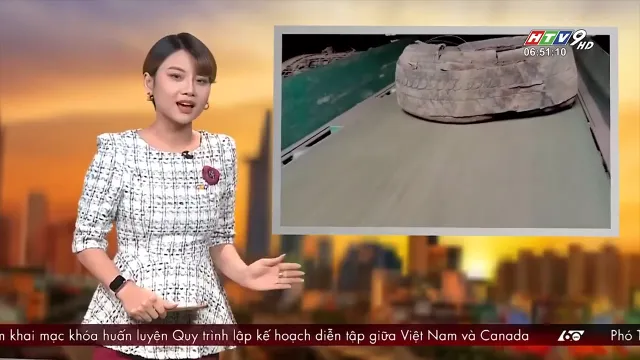 HTV9 HD
06:51:10
khai mạc khóa huấn luyện Quy trình lập kế hoạch diễn tập giữa Việt Nam và Canada
Phó